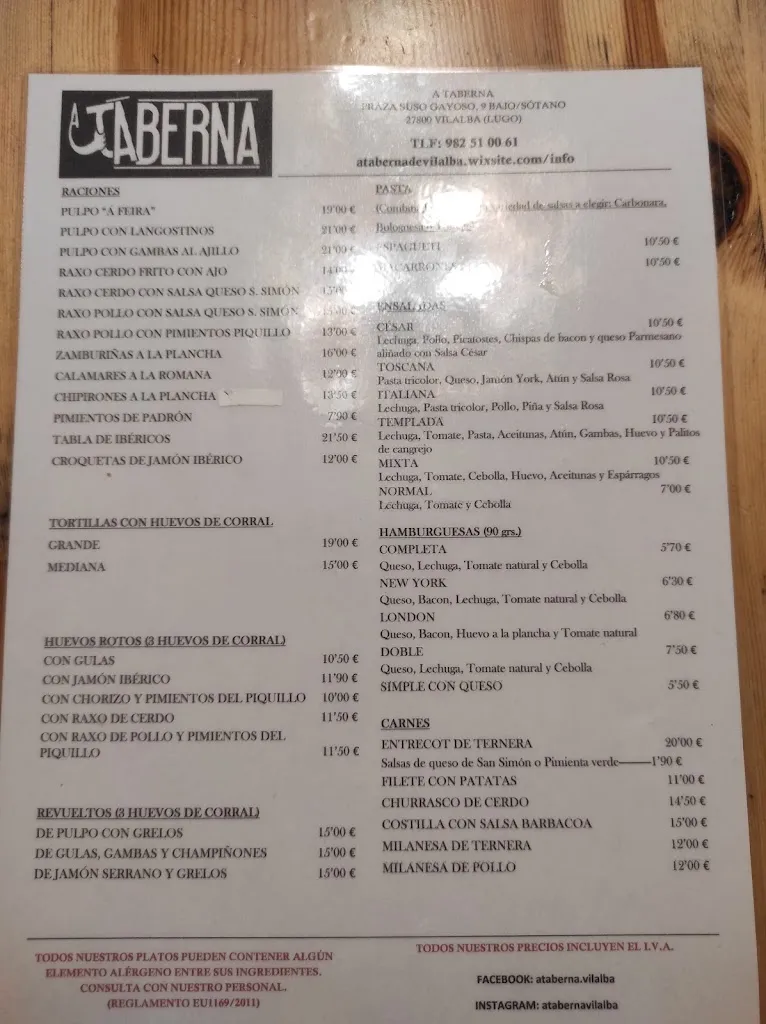 A TABERNA
A TABERNA
PRAZA SUSO GAYOSO, 9 BAJO/SÓTANO
27800 VILALBA (LUGO)
TLF: 982 51 00 61
atabernadevilalba.wixsite.com/info
RACIONES
PULPO "A FEIRA" 19'00 €
PULPO CON LANGOSTINOS 21'00 €
PULPO CON GAMBAS AL AJILLO 21'00 €
RAXO CERDO FRITO CON AJO 14'00 €
RAXO CERDO CON SALSA QUESO S. SIMÓN
RAXO POLLO CON SALSA QUESO S. SIMÓN
RAXO POLLO CON PIMIENTOS PIQUILLO 13'00 €
ZAMBURIÑAS A LA PLANCHA 16'00 €
CALAMARES A LA ROMANA 12'00 €
CHIPIRONES A LA PLANCHA 13'50 €
PIMIENTOS DE PADRÓN 7'90 €
TABLA DE IBÉRICOS 21'50 €
CROQUETAS DE JAMÓN IBÉRICO 12'00 €
TORTILLAS CON HUEVOS DE CORRAL
GRANDE 19'00 €
MEDIANA 15'00 €
HUEVOS ROTOS (3 HUEVOS DE CORRAL)
CON GULAS 10'50 €
CON JAMÓN IBÉRICO 11'90 €
CON CHORIZO Y PIMIENTOS DEL PIQUILLO 10'00 €
CON RAXO DE CERDO 11'50 €
CON RAXO DE POLLO Y PIMIENTOS DEL
PIQUILLO 11'50 €
REVUELTOS (3 HUEVOS DE CORRAL)
DE PULPO CON GRELOS 15'00 €
DE GULAS, GAMBAS Y CHAMPIÑONES 15'00 €
DE JAMÓN SERRANO Y GRELOS 15'00 €
PASTA
de salsas a elegir: Carbonara,
ESPAGUETI 10'50 €
MACARRONES 10'50 €
ENSALADAS
CÉSAR 10'50 €
Lechuga, Pollo, Picatostes, Chispas de bacon y queso Parmesano
aliñado con Salsa César
TOSCANA 10'50 €
Pasta tricolor, Queso, Jamón York, Atún y Salsa Rosa
ITALIANA 10'50 €
Lechuga, Pasta tricolor, Pollo, Piña y Salsa Rosa
TEMPLADA 10'50 €
Lechuga, Tomate, Pasta, Aceitunas, Atún, Gambas, Huevo y Palitos
de cangrejo
MIXTA 10'50 €
Lechuga, Tomate, Cebolla, Huevo, Aceitunas y Espárragos
NORMAL 7'00 €
Lechuga, Tomate y Cebolla
HAMBURGUESAS (90 grs.)
COMPLETA 5'70 €
Queso, Lechuga, Tomate natural y Cebolla
NEW YORK 6'30 €
Queso, Bacon, Lechuga, Tomate natural y Cebolla
LONDON 6'80 €
Queso, Bacon, Huevo a la plancha y Tomate natural
DOBLE 7'50 €
Queso, Lechuga, Tomate natural y Cebolla
SIMPLE CON QUESO 5'50 €
CARNES
ENTRECOT DE TERNERA 20'00 €
Salsas de queso de San Simón o Pimienta verde———1'90 €
FILETE CON PATATAS 11'00 €
CHURRASCO DE CERDO 14'50 €
COSTILLA CON SALSA BARBACOA 15'00 €
MILANESA DE TERNERA 12'00 €
MILANESA DE POLLO 12'00 €
TODOS NUESTROS PLATOS PUEDEN CONTENER ALGÚN
ELEMENTO ALÉRGENO ENTRE SUS INGREDIENTES.
CONSULTA CON NUESTRO PERSONAL.
(REGLAMENTO EU1169/2011)
TODOS NUESTROS PRECIOS INCLUYEN EL I.V.A.
FACEBOOK: ataberna.vilalba
INSTAGRAM: atabernavilalba